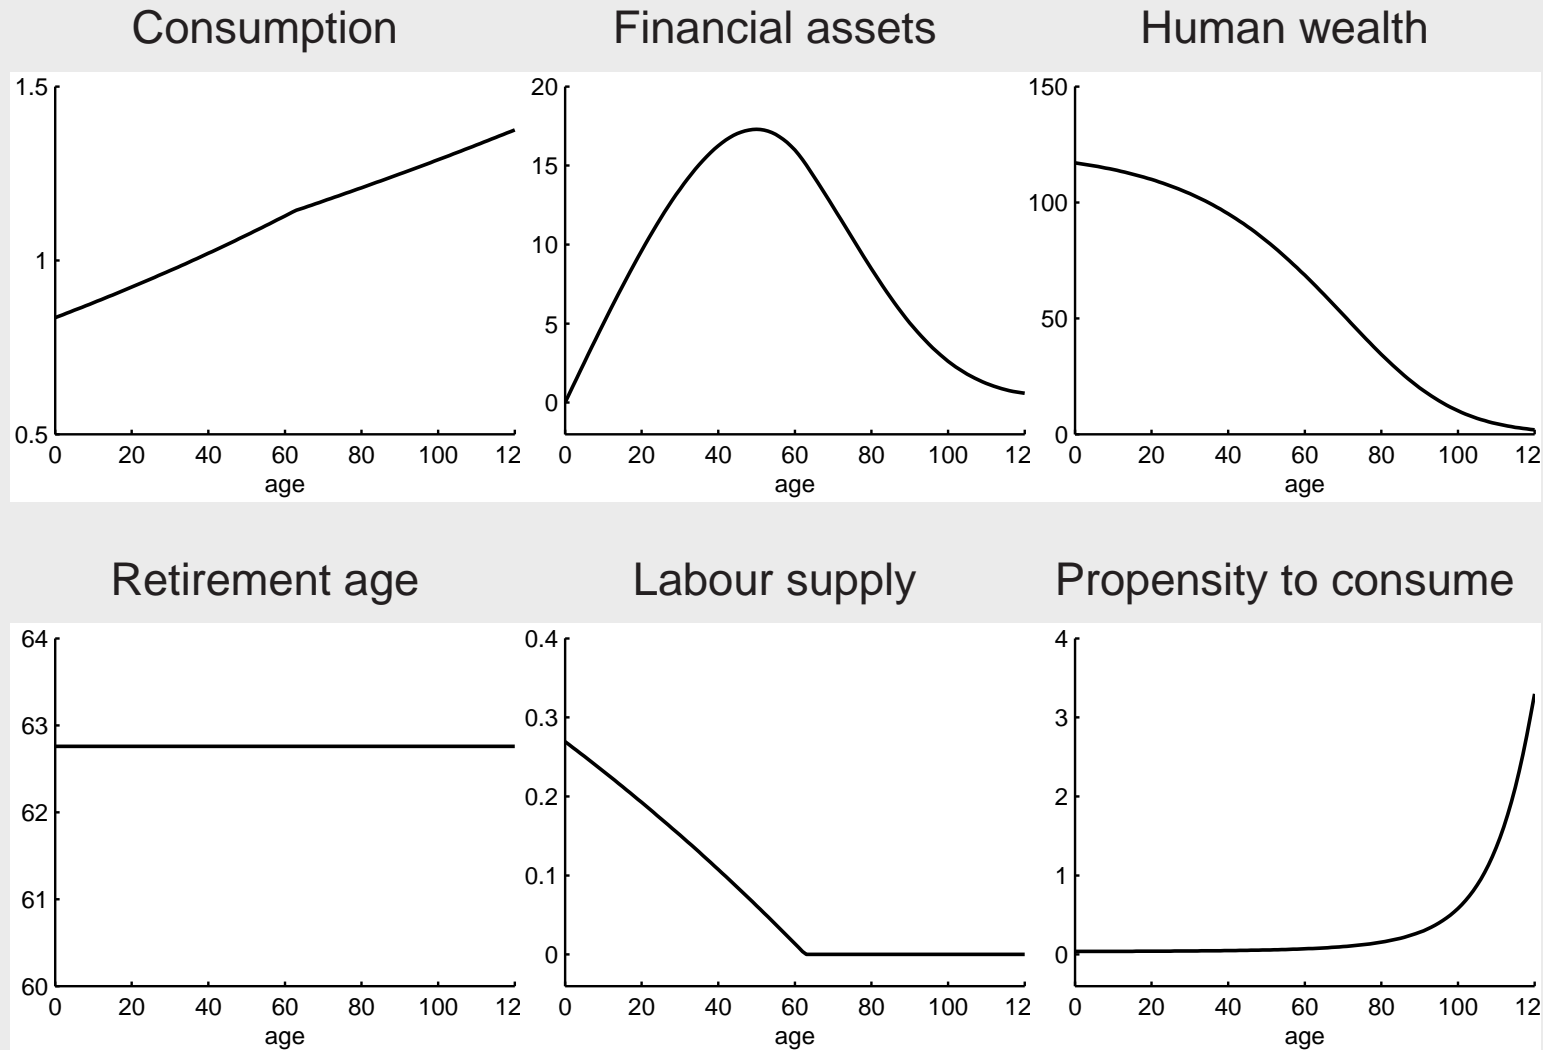 Consumption
Financial assets
Human wealth
1.5
1
0.5
0 20 40 60 80 100 12
age
20
15
10
5
0
0 20 40 60 80 100 12
age
150
100
50
0
0 20 40 60 80 100 12
age
Retirement age
Labour supply
Propensity to consume
64
63
62
61
60
0 20 40 60 80 100 12
age
0.4
0.3
0.2
0.1
0
0 20 40 60 80 100 12
age
4
3
2
1
0
0 20 40 60 80 100 12
age